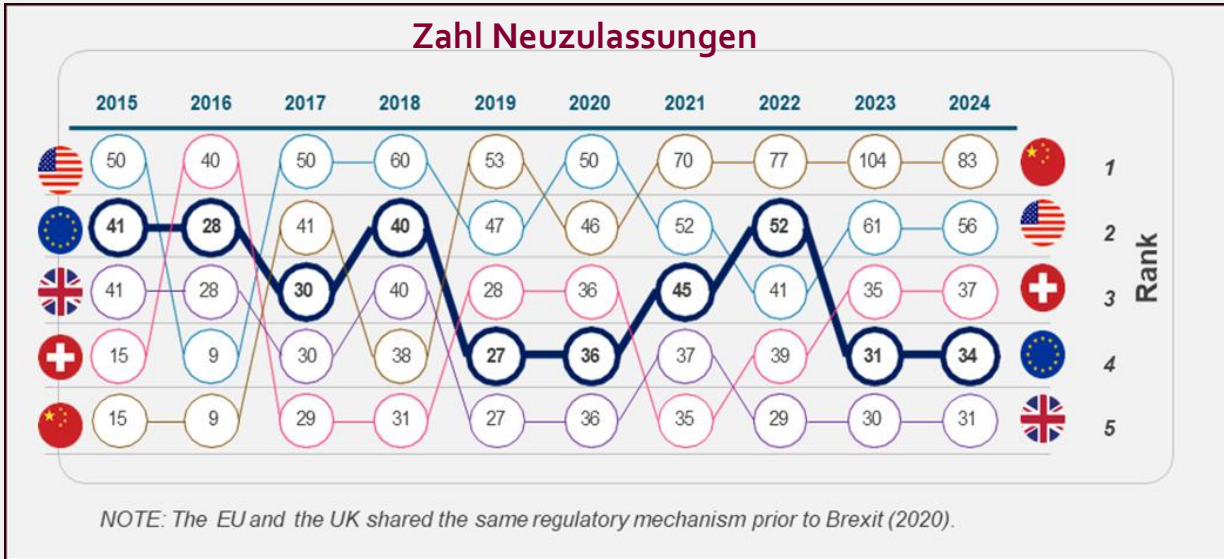 Zahl Neuzulassungen
2015 2016 2017 2018 2019 2020 2021 2022 2023 2024
50 40 50 60 53 50 70 77 104 83 1
41 28 41 40 47 46 52 52 61 56 2
41 28 30 40 28 36 45 41 35 37 3
15 9 30 38 27 36 37 39 31 34 4
15 9 29 31 27 36 35 29 30 31 5
Rank
NOTE: The EU and the UK shared the same regulatory mechanism prior to Brexit (2020).